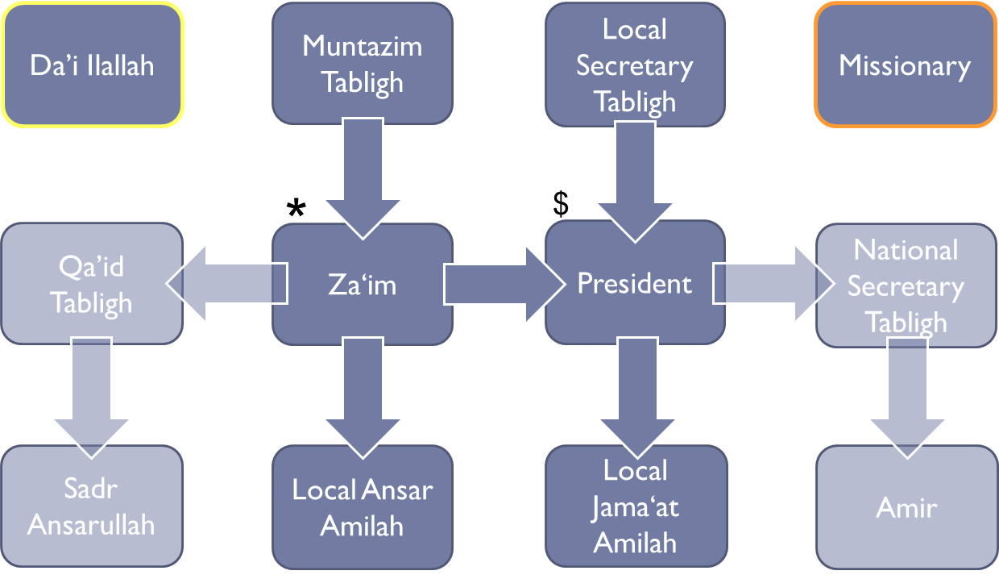 Da’i Ilallah
Muntazim
Tabligh
Local
Secretary
Tabligh
Missionary
*
$
Qa’id
Tabligh
Za‘im
President
National
Secretary
Tabligh
Sadr
Ansarullah
Local Ansar
Amilah
Local
Jama‘at
Amilah
Amir